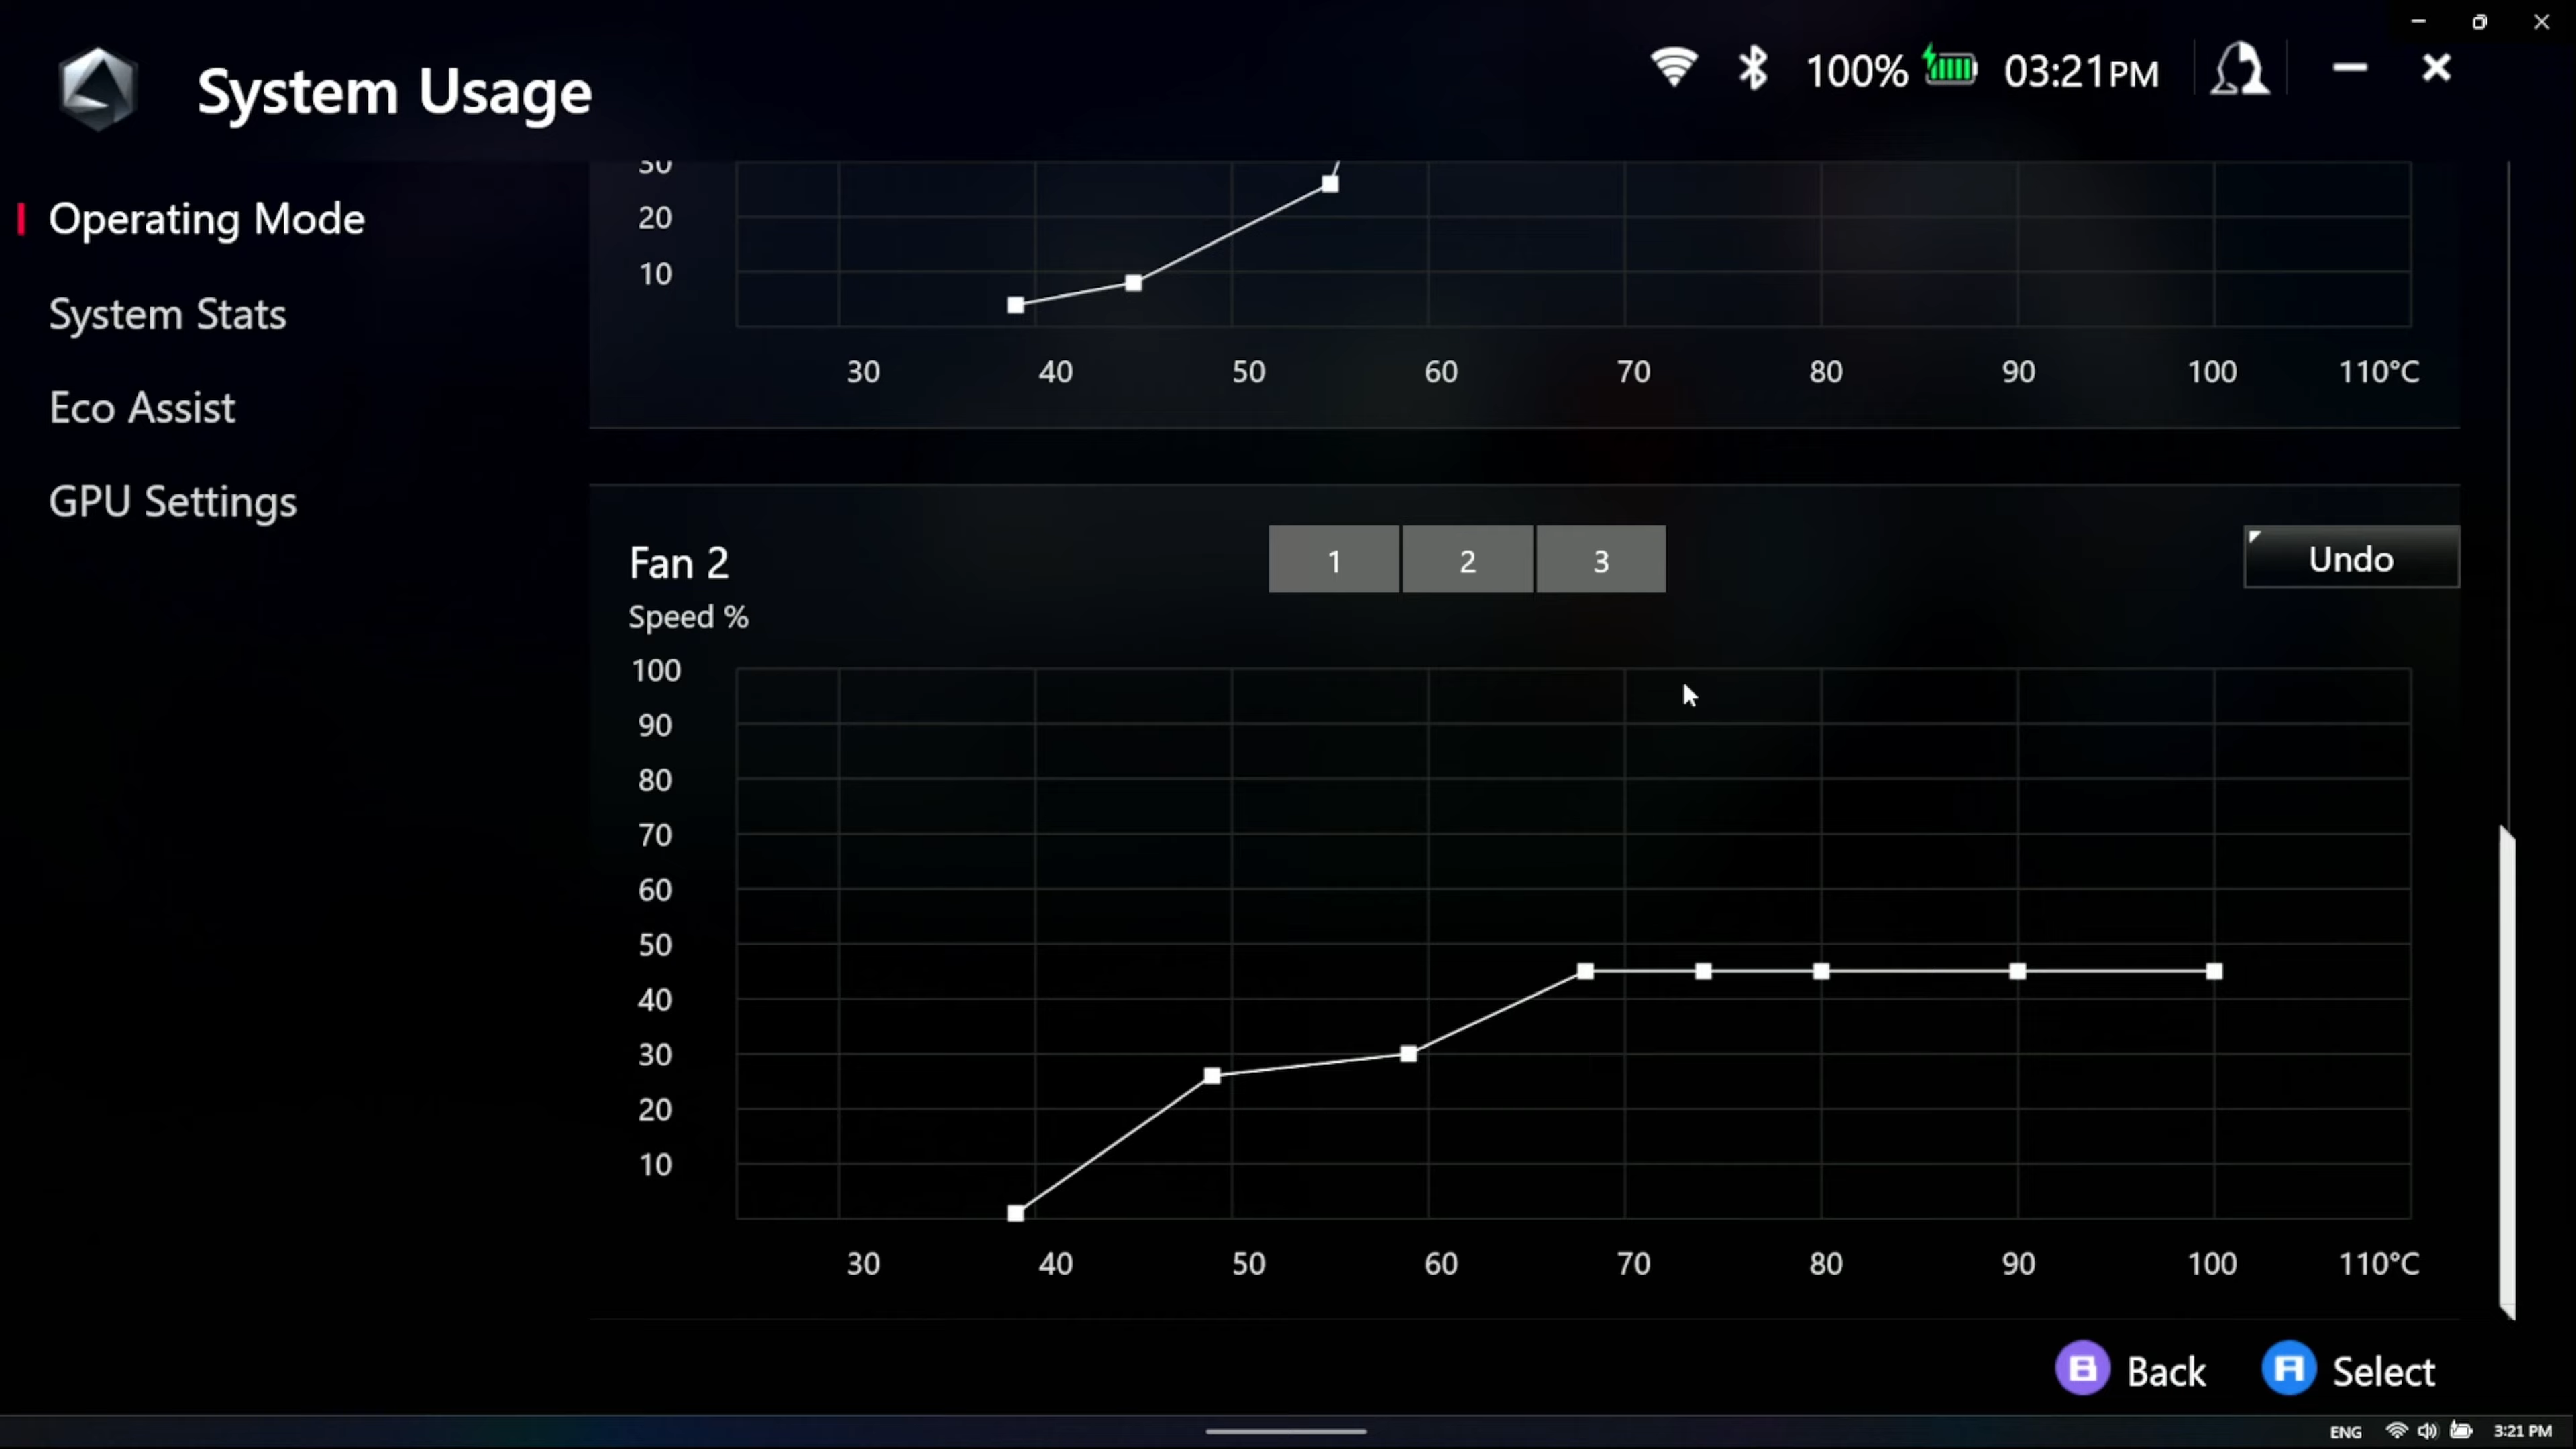 System Usage
100%
03:21PM
Operating Mode
System Stats
Eco Assist
GPU Settings
30
20
10
30 40 50 60 70 80 90 100 110°C
Fan 2
1 2 3
Undo
Speed %
100
90
80
70
60
50
40
30
20
10
30 40 50 60 70 80 90 100 110°C
B Back
A Select
ENG
3:21 PM